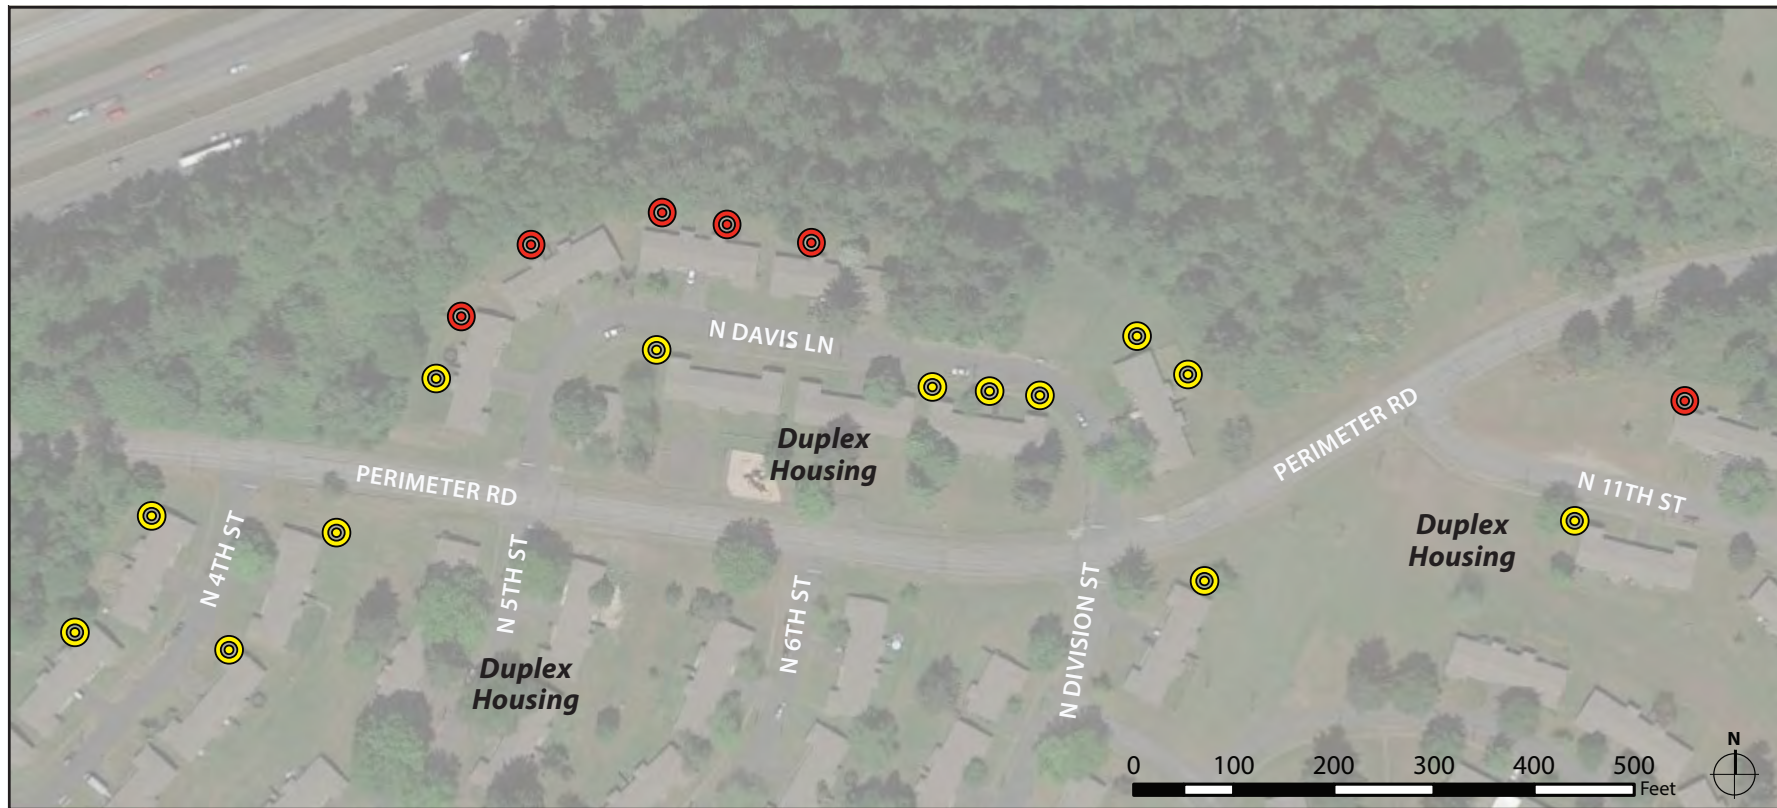 N DAVIS LN
PERIMETER RD
Duplex
Housing
PERIMETER RD
N 11TH ST
Duplex
Housing
N 4TH ST
N 5TH ST
N 6TH ST
N DIVISION ST
Duplex
Housing
N
0 100 200 300 400 500
Feet